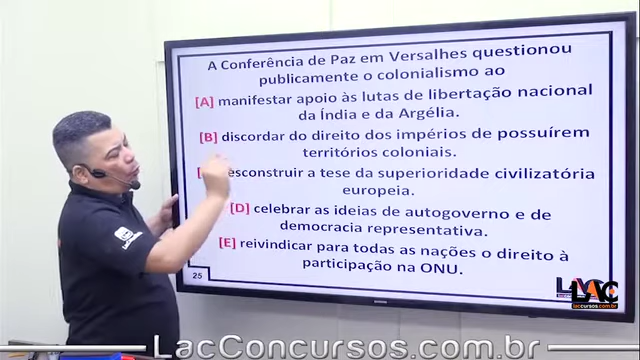 A Conferência de Paz em Versalhes questionou
publicamente o colonialismo ao
[A] manifestar apoio às lutas de libertação nacional
da Índia e da Argélia.
[B] discordar do direito dos impérios de possuírem
territórios coloniais.
esconstruir a tese da superioridade civilizatória
europeia.
[D] celebrar as ideias de autogoverno e de
democracia representativa.
[E] reivindicar para todas as nações o direito à
participação na ONU.
25
LAC
laccursos.com.br
LacConcursos.com.br